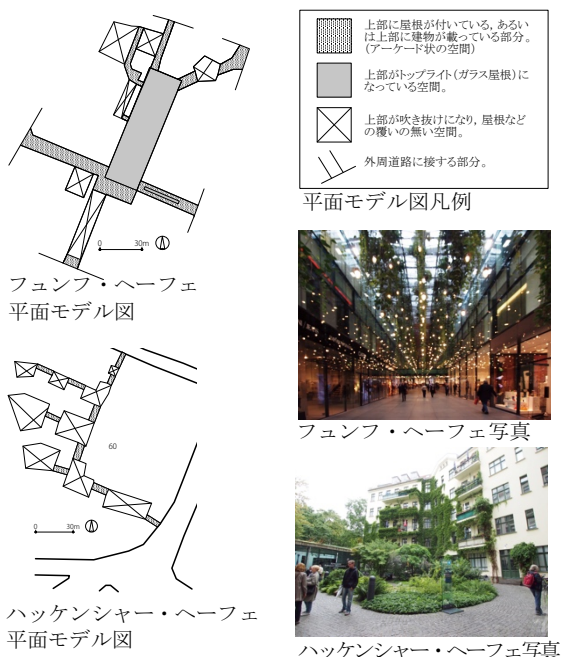 0 30m
フュンフ・ヘーフェ
平面モデル図
60
0 30m
ハッケンシャー・ヘーフェ
平面モデル図
上部に屋根が付いている，あるい
は上部に建物が載っている部分。
（アーケード状の空間）
上部がトップライト（ガラス屋根）に
なっている空間。
上部が吹き抜けになり，屋根など
の覆いの無い空間。
外周道路に接する部分。
平面モデル図凡例
フュンフ・ヘーフェ写真
ハッケンシャー・ヘーフェ写真